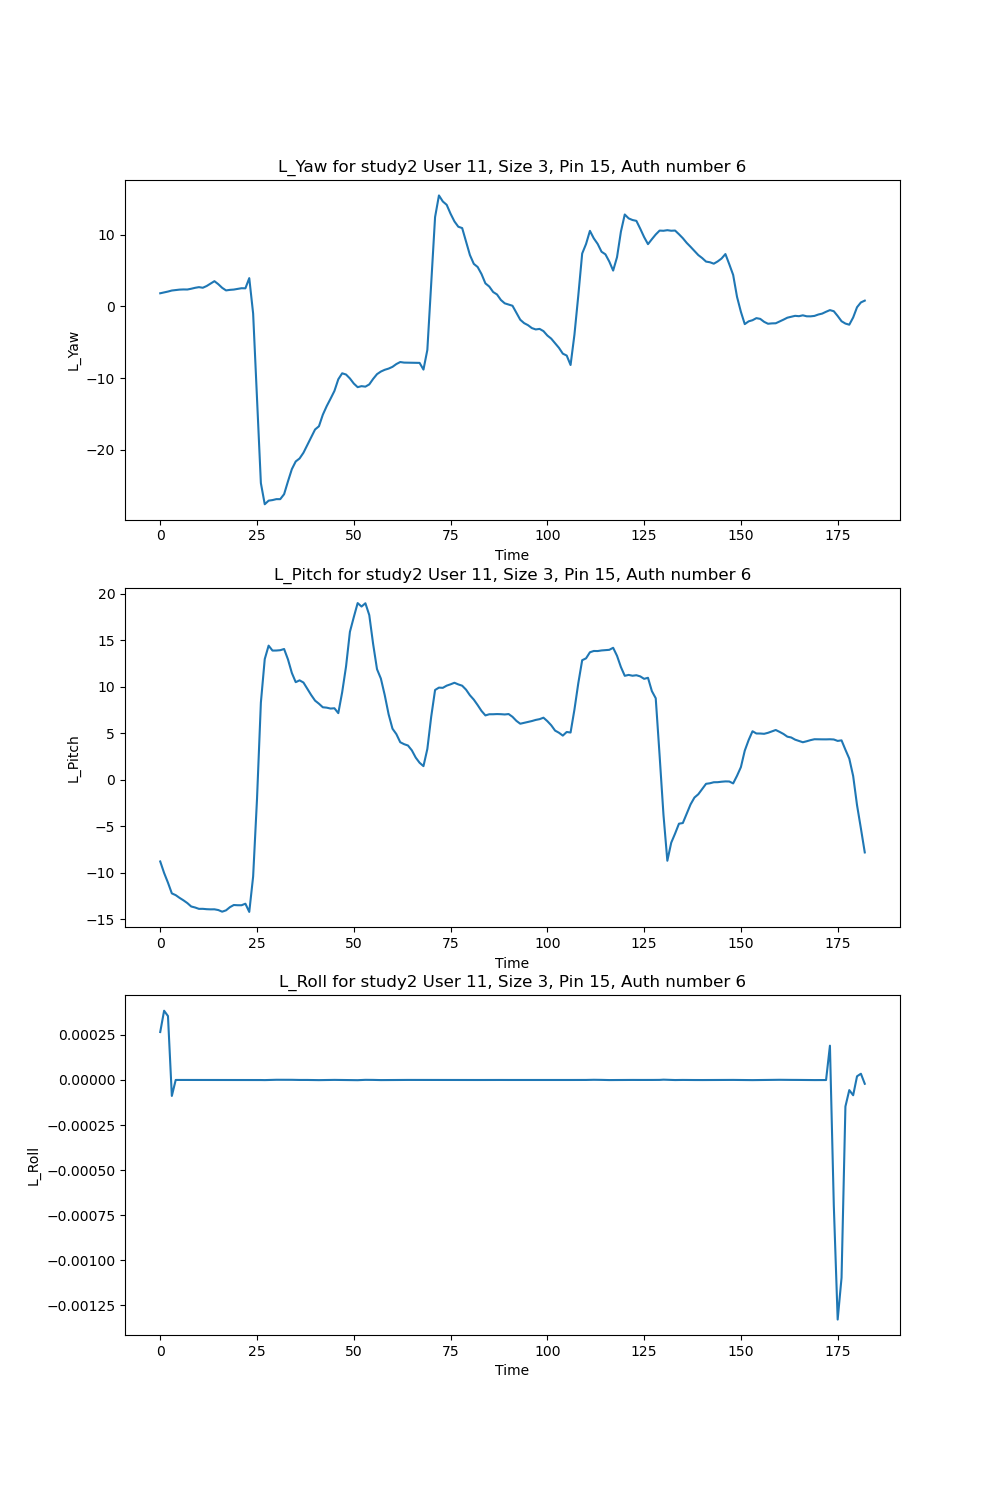 L_Yaw for study2 User 11, Size 3, Pin 15, Auth number 6
10
0
−10
−20
L_Yaw
0 25 50 75 100 125 150 175
Time
L_Pitch for study2 User 11, Size 3, Pin 15, Auth number 6
20
15
10
5
0
−5
−10
−15
L_Pitch
0 25 50 75 100 125 150 175
Time
L_Roll for study2 User 11, Size 3, Pin 15, Auth number 6
0.00025
0.00000
−0.00025
−0.00050
−0.00075
−0.00100
−0.00125
L_Roll
0 25 50 75 100 125 150 175
Time